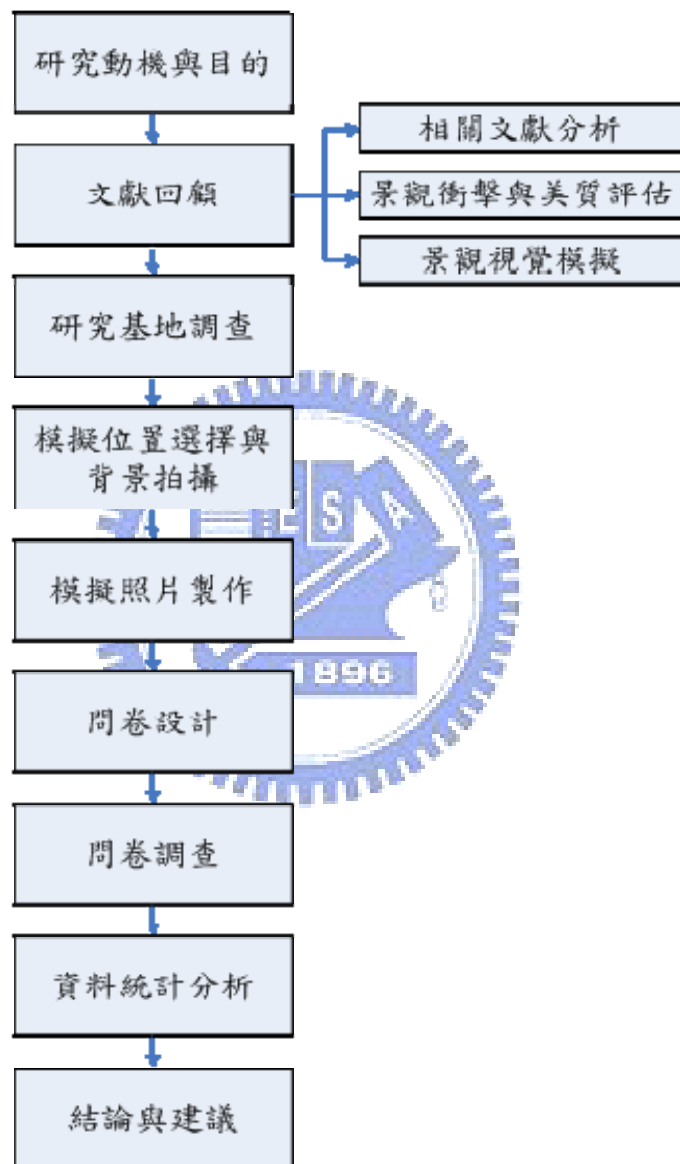 研究動機與目的
相關文獻分析
文獻回顧
景觀衝擊與美質評估
景觀視覺模擬
研究基地調查
模擬位置選擇與
背景拍攝
E S A
模擬照片製作
1896
問卷設計
問卷調查
資料統計分析
結論與建議